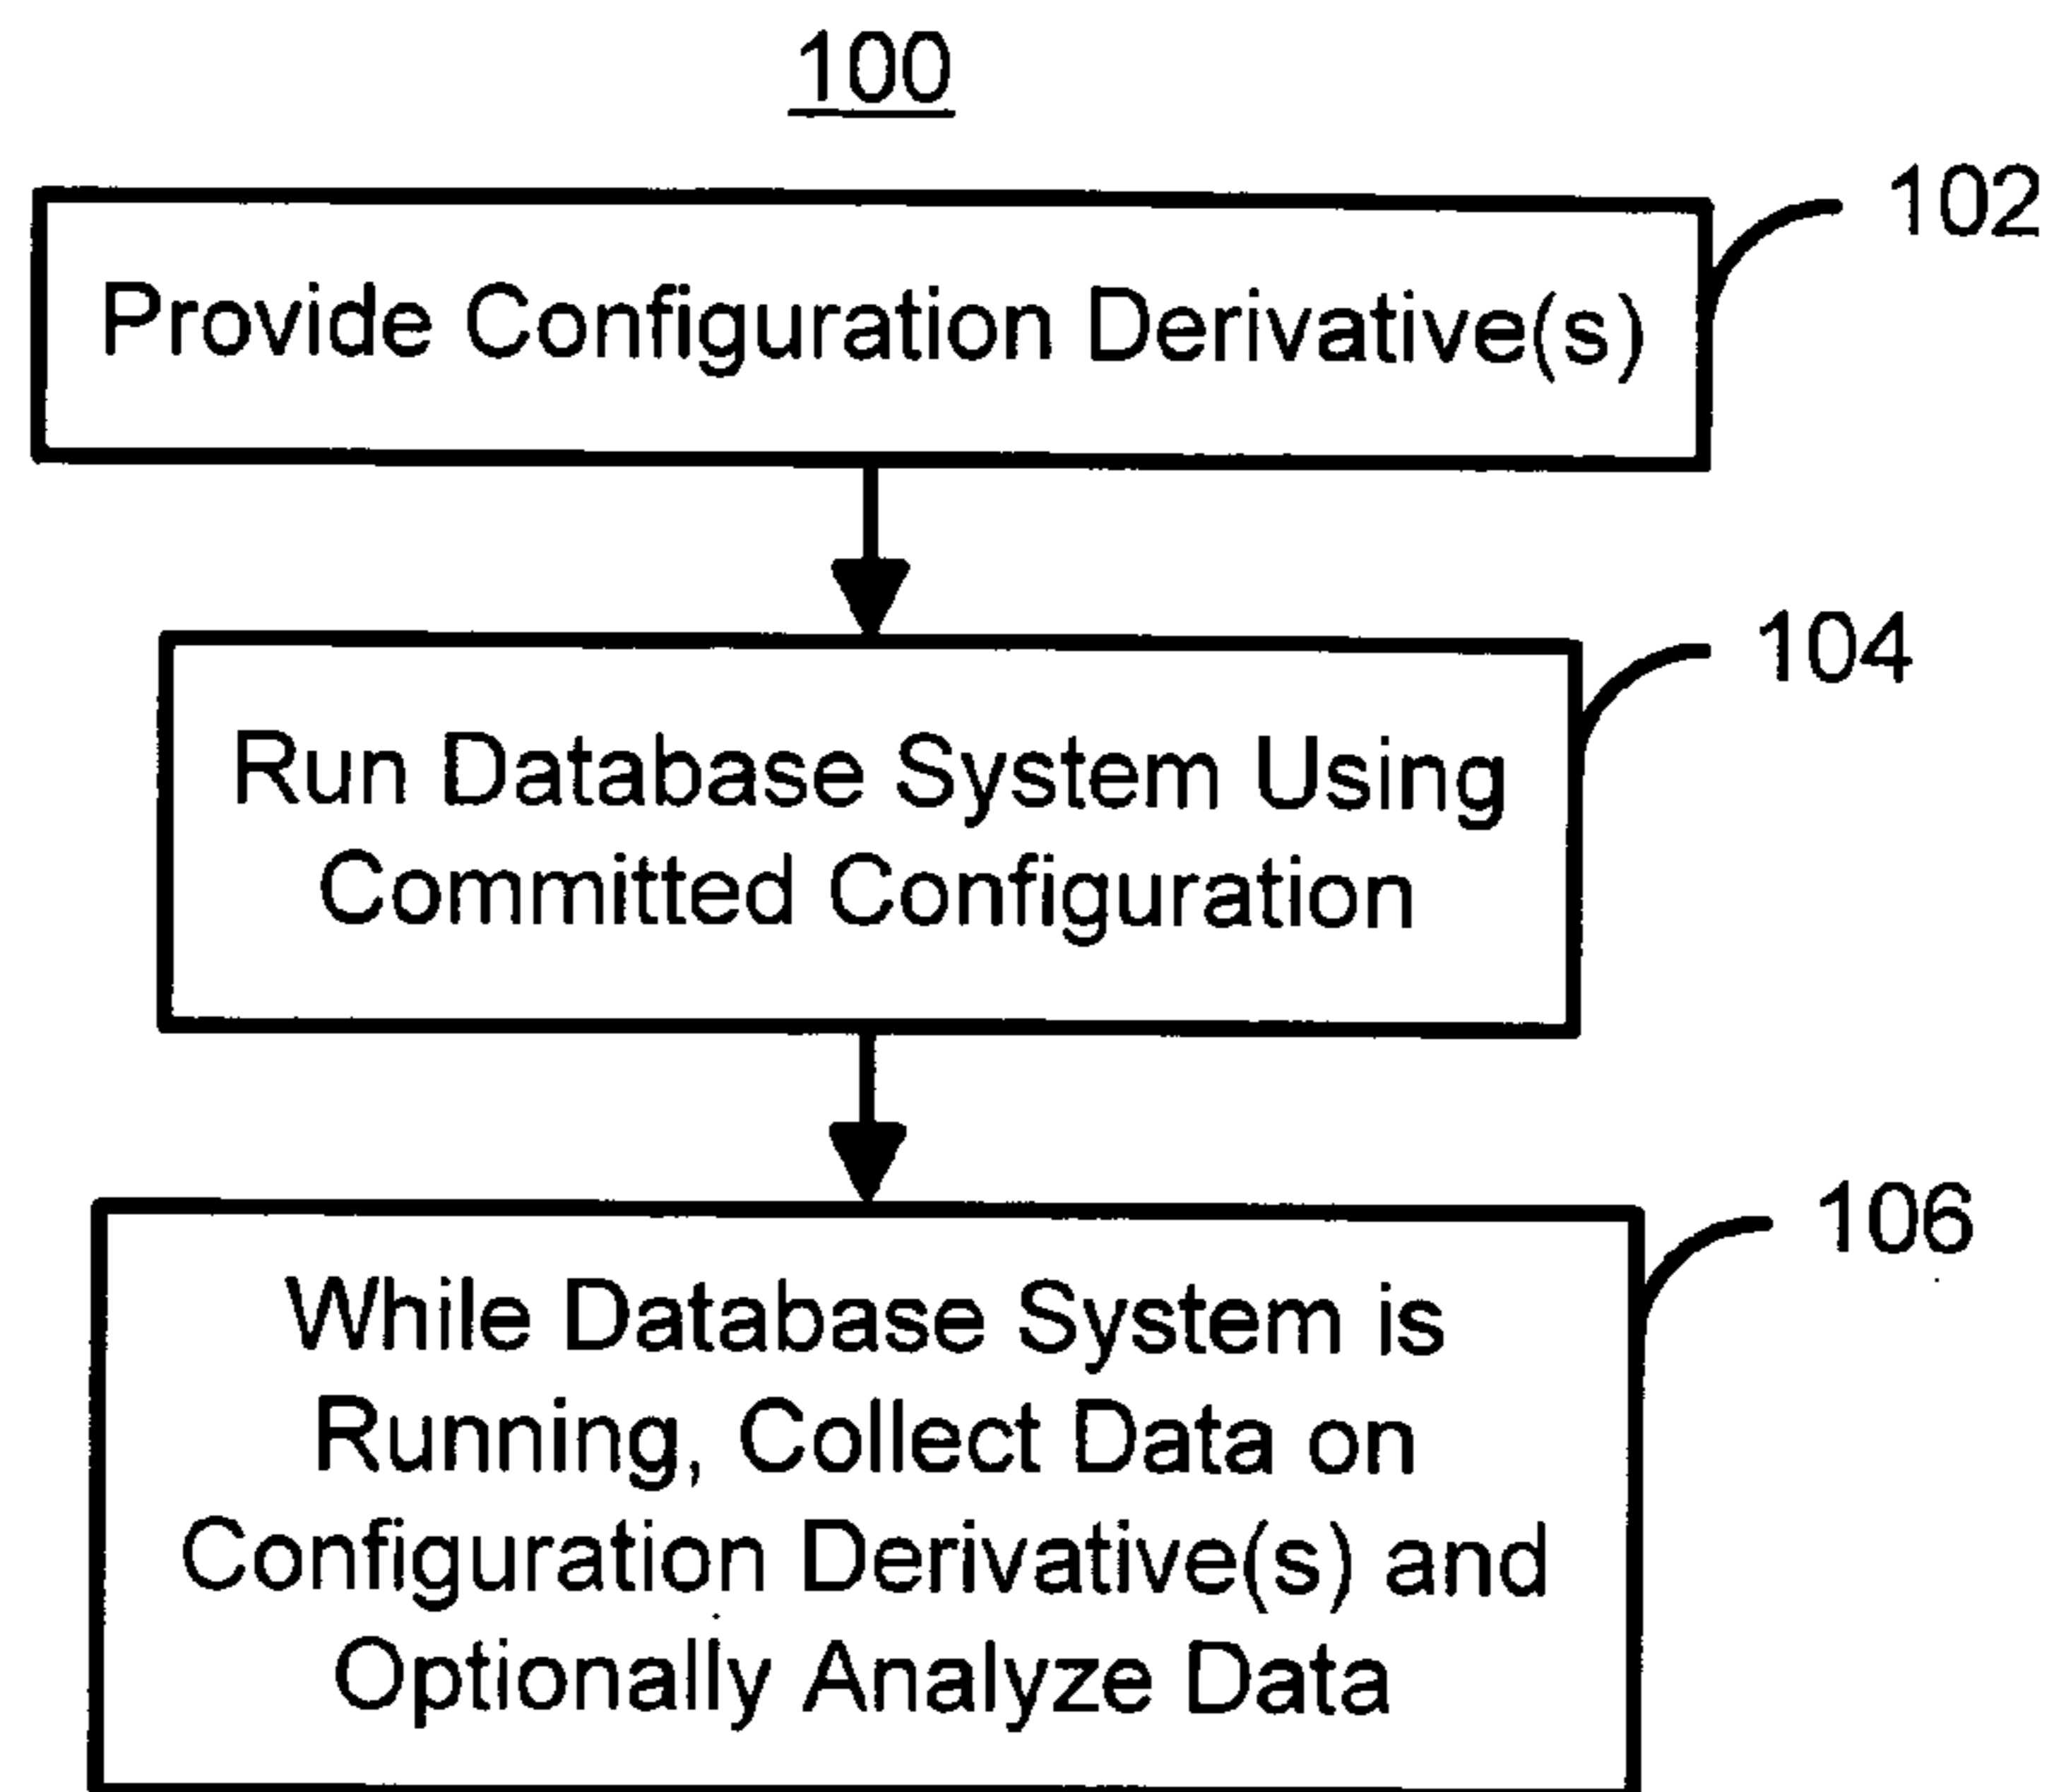 100
102
Provide Configuration Derivative(s)
104
Run Database System Using
Committed Configuration
106
While Database System is
Running, Collect Data on
Configuration Derivative(s) and
Optionally Analyze Data